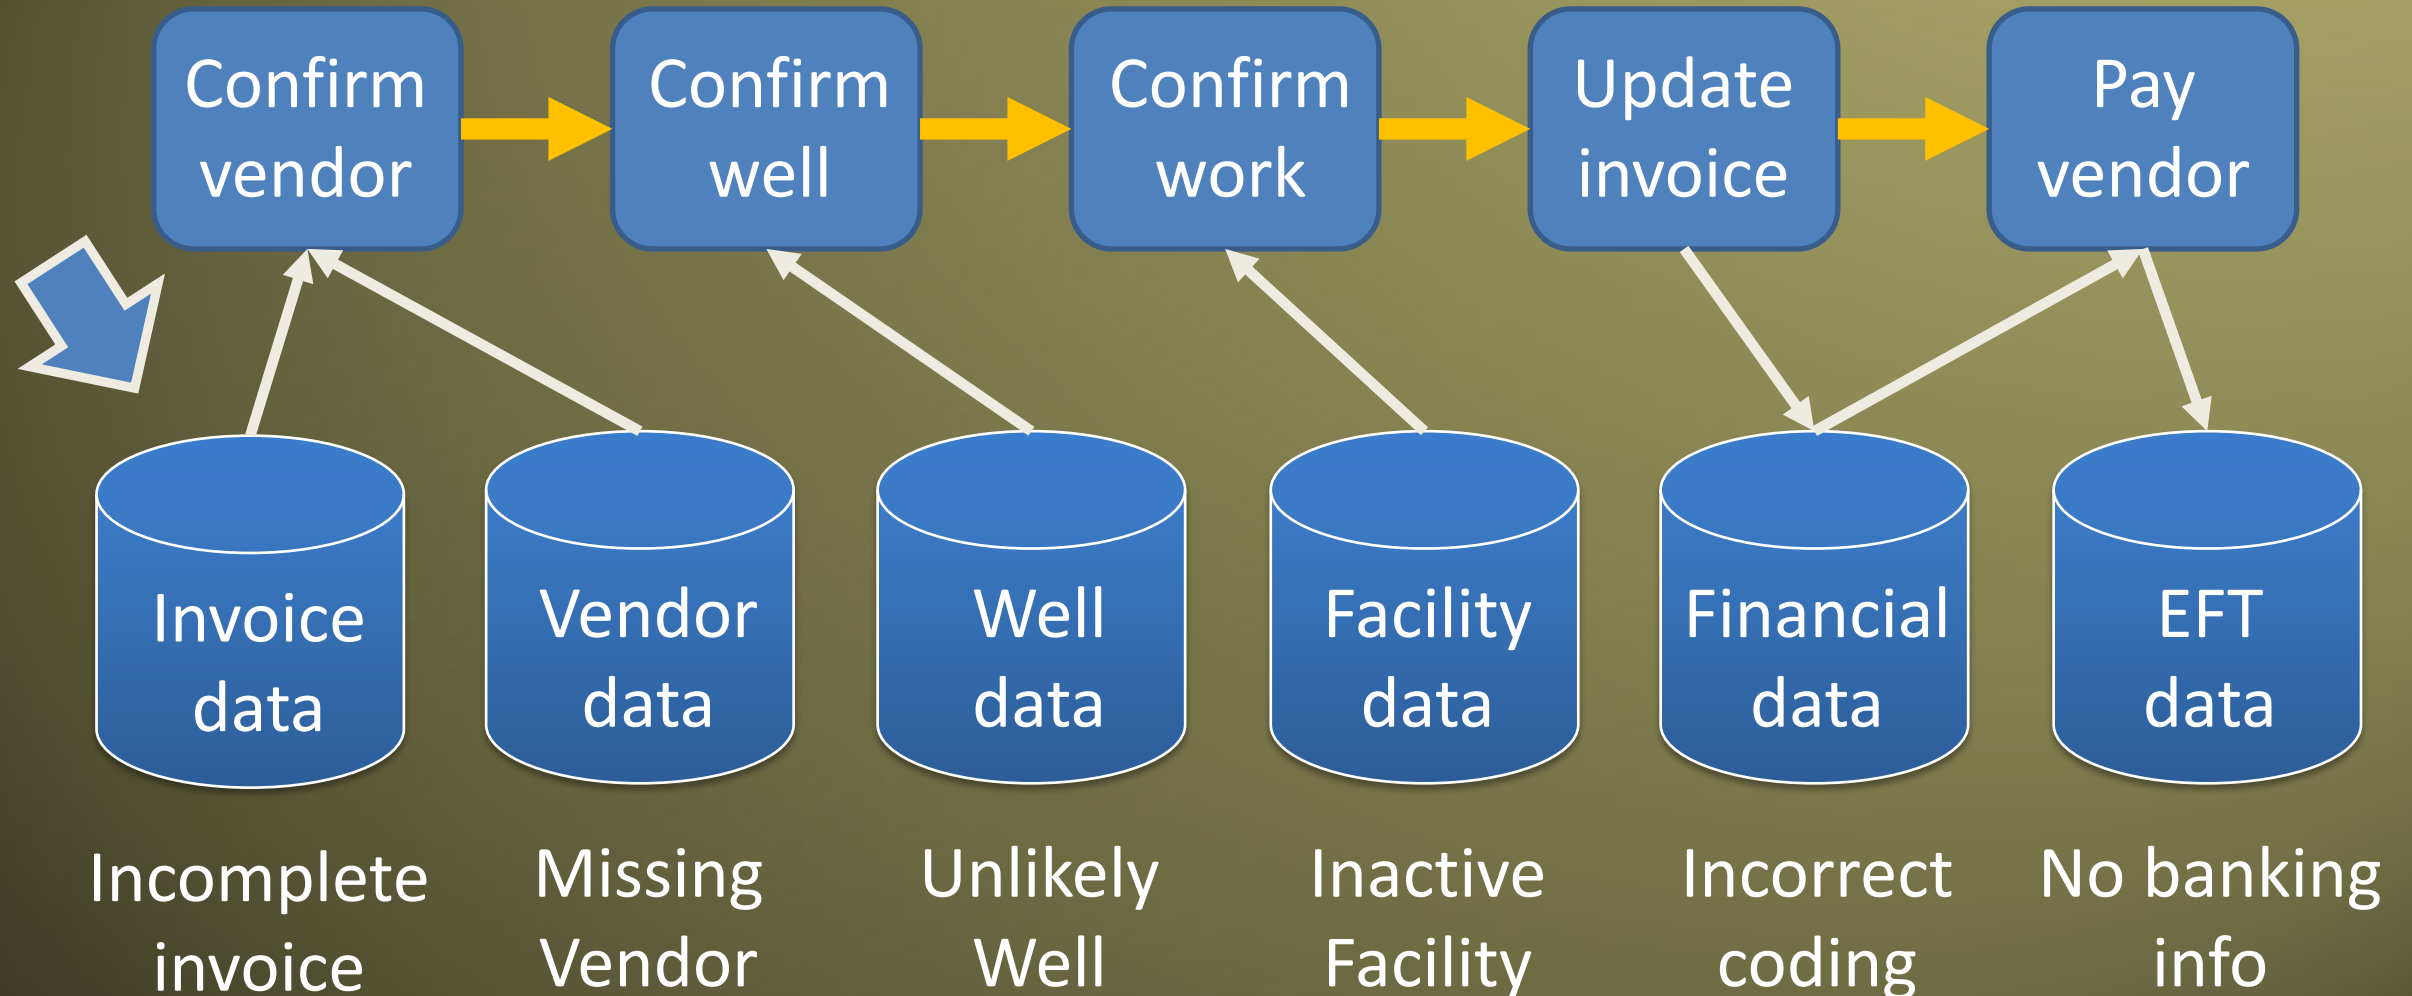 Confirm
vendor
Confirm
well
Confirm
work
Update
invoice
Pay
vendor
Invoice
data
Vendor
data
Well
data
Facility
data
Financial
data
EFT
data
Incomplete
invoice
Missing
Vendor
Unlikely
Well
Inactive
Facility
Incorrect
coding
No banking
info